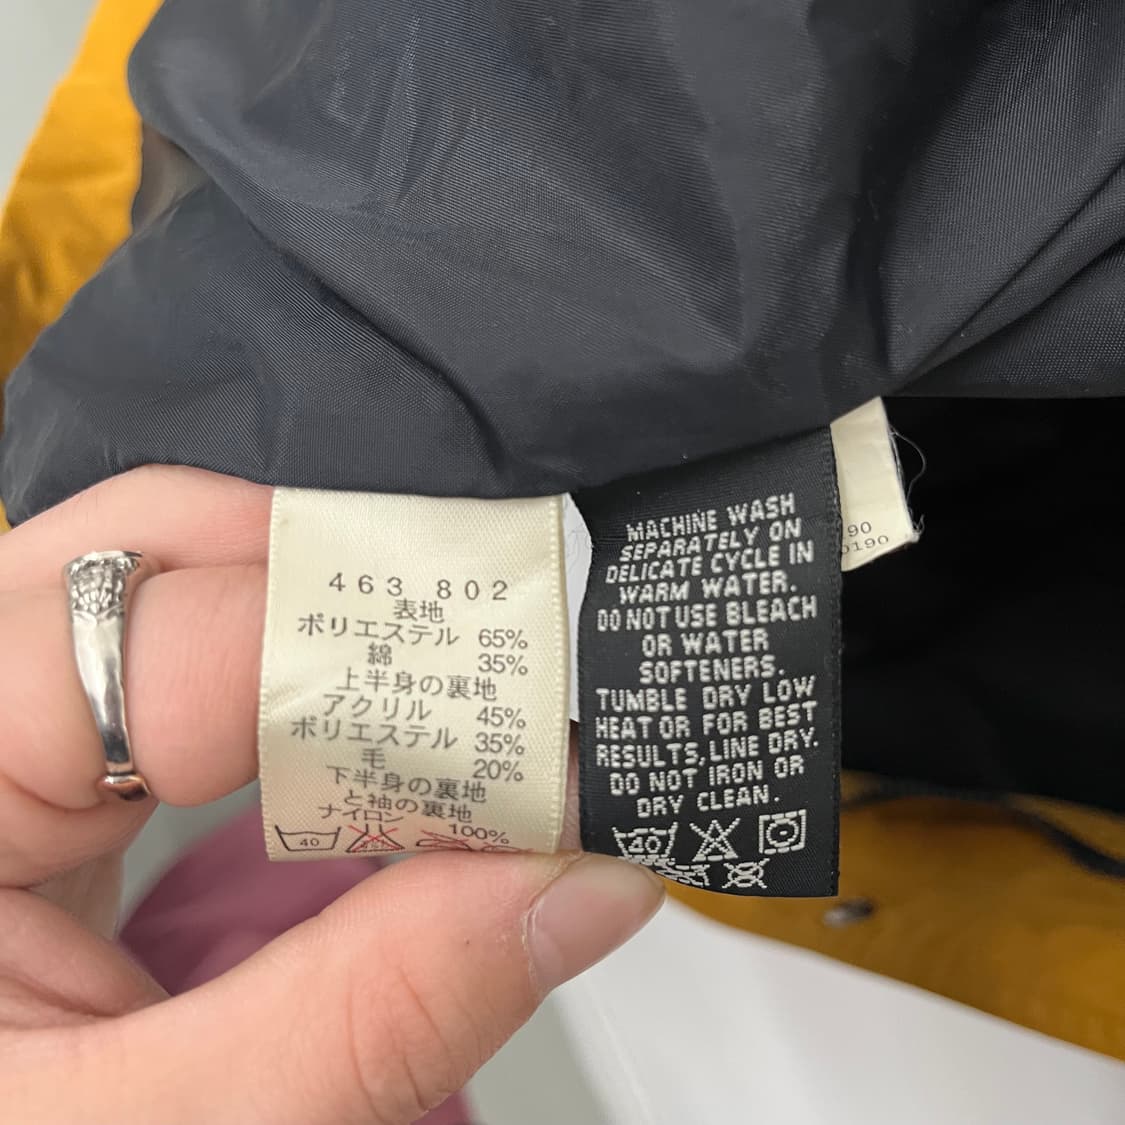 463 802
表地
ポリエステル 65%
綿 35%
上半身の裏地
アクリル 45%
ポリエステル 35%
毛 20%
下半身の裏地
と袖の裏地
ナイロン 100%
40
MACHINE WASH
SEPARATELY ON
DELICATE CYCLE IN
WARM WATER.
DO NOT USE BLEACH
OR WATER
SOFTENERS.
TUMBLE DRY LOW
HEAT OR FOR BEST
RESULTS, LINE DRY.
DO NOT IRON OR
DRY CLEAN.
40
90
0190